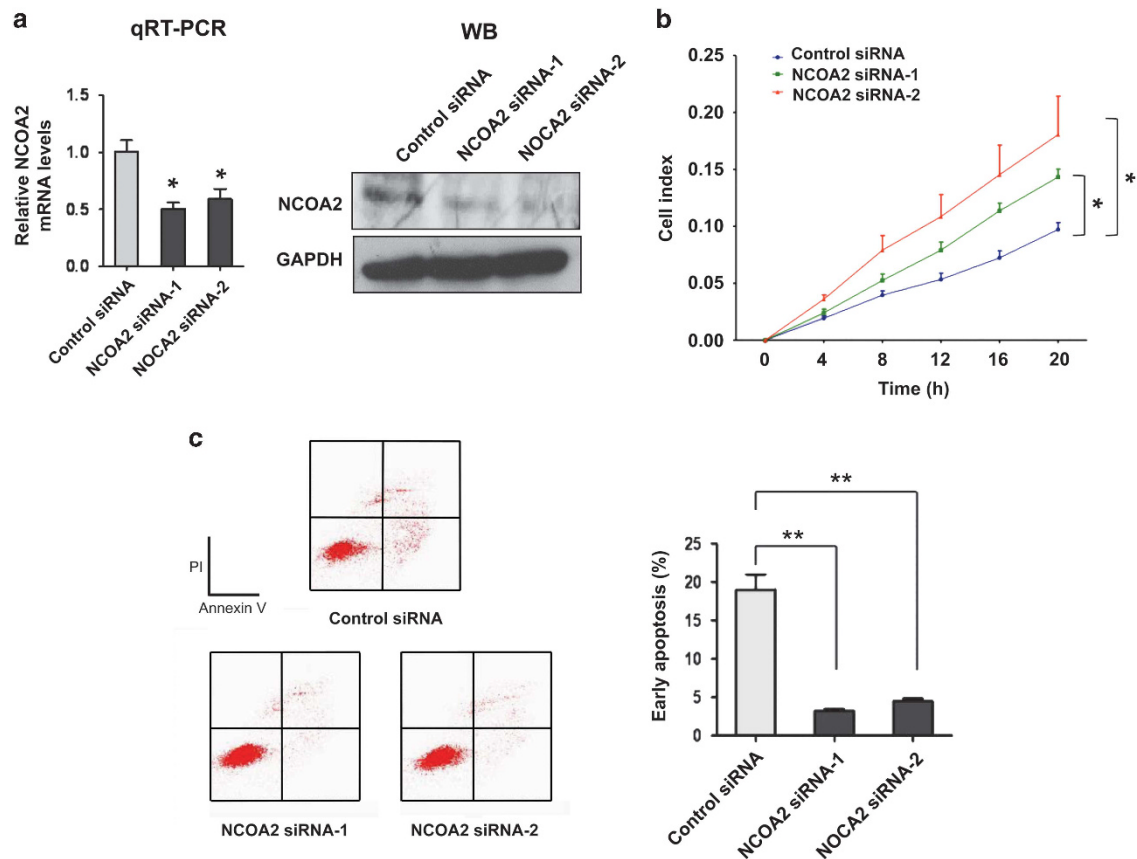 a
qRT-PCR
Relative NCOA2
mRNA levels
1.5
1.0
0.5
0.0
*
*
Control siRNA
NCOA2 siRNA-1
NOCA2 siRNA-2
WB
Control siRNA
NCOA2 siRNA-1
NOCA2 siRNA-2
NCOA2
GAPDH
b
Control siRNA
NCOA2 siRNA-1
NCOA2 siRNA-2
Cell index
0.25
0.20
0.15
0.10
0.05
0.00
0 4 8 12 16 20
Time (h)
*
*
c
PI
Annexin V
Control siRNA
NCOA2 siRNA-1
NCOA2 siRNA-2
Early apoptosis (%)
25
20
15
10
5
0
**
**
Control siRNA
NCOA2 siRNA-1
NOCA2 siRNA-2